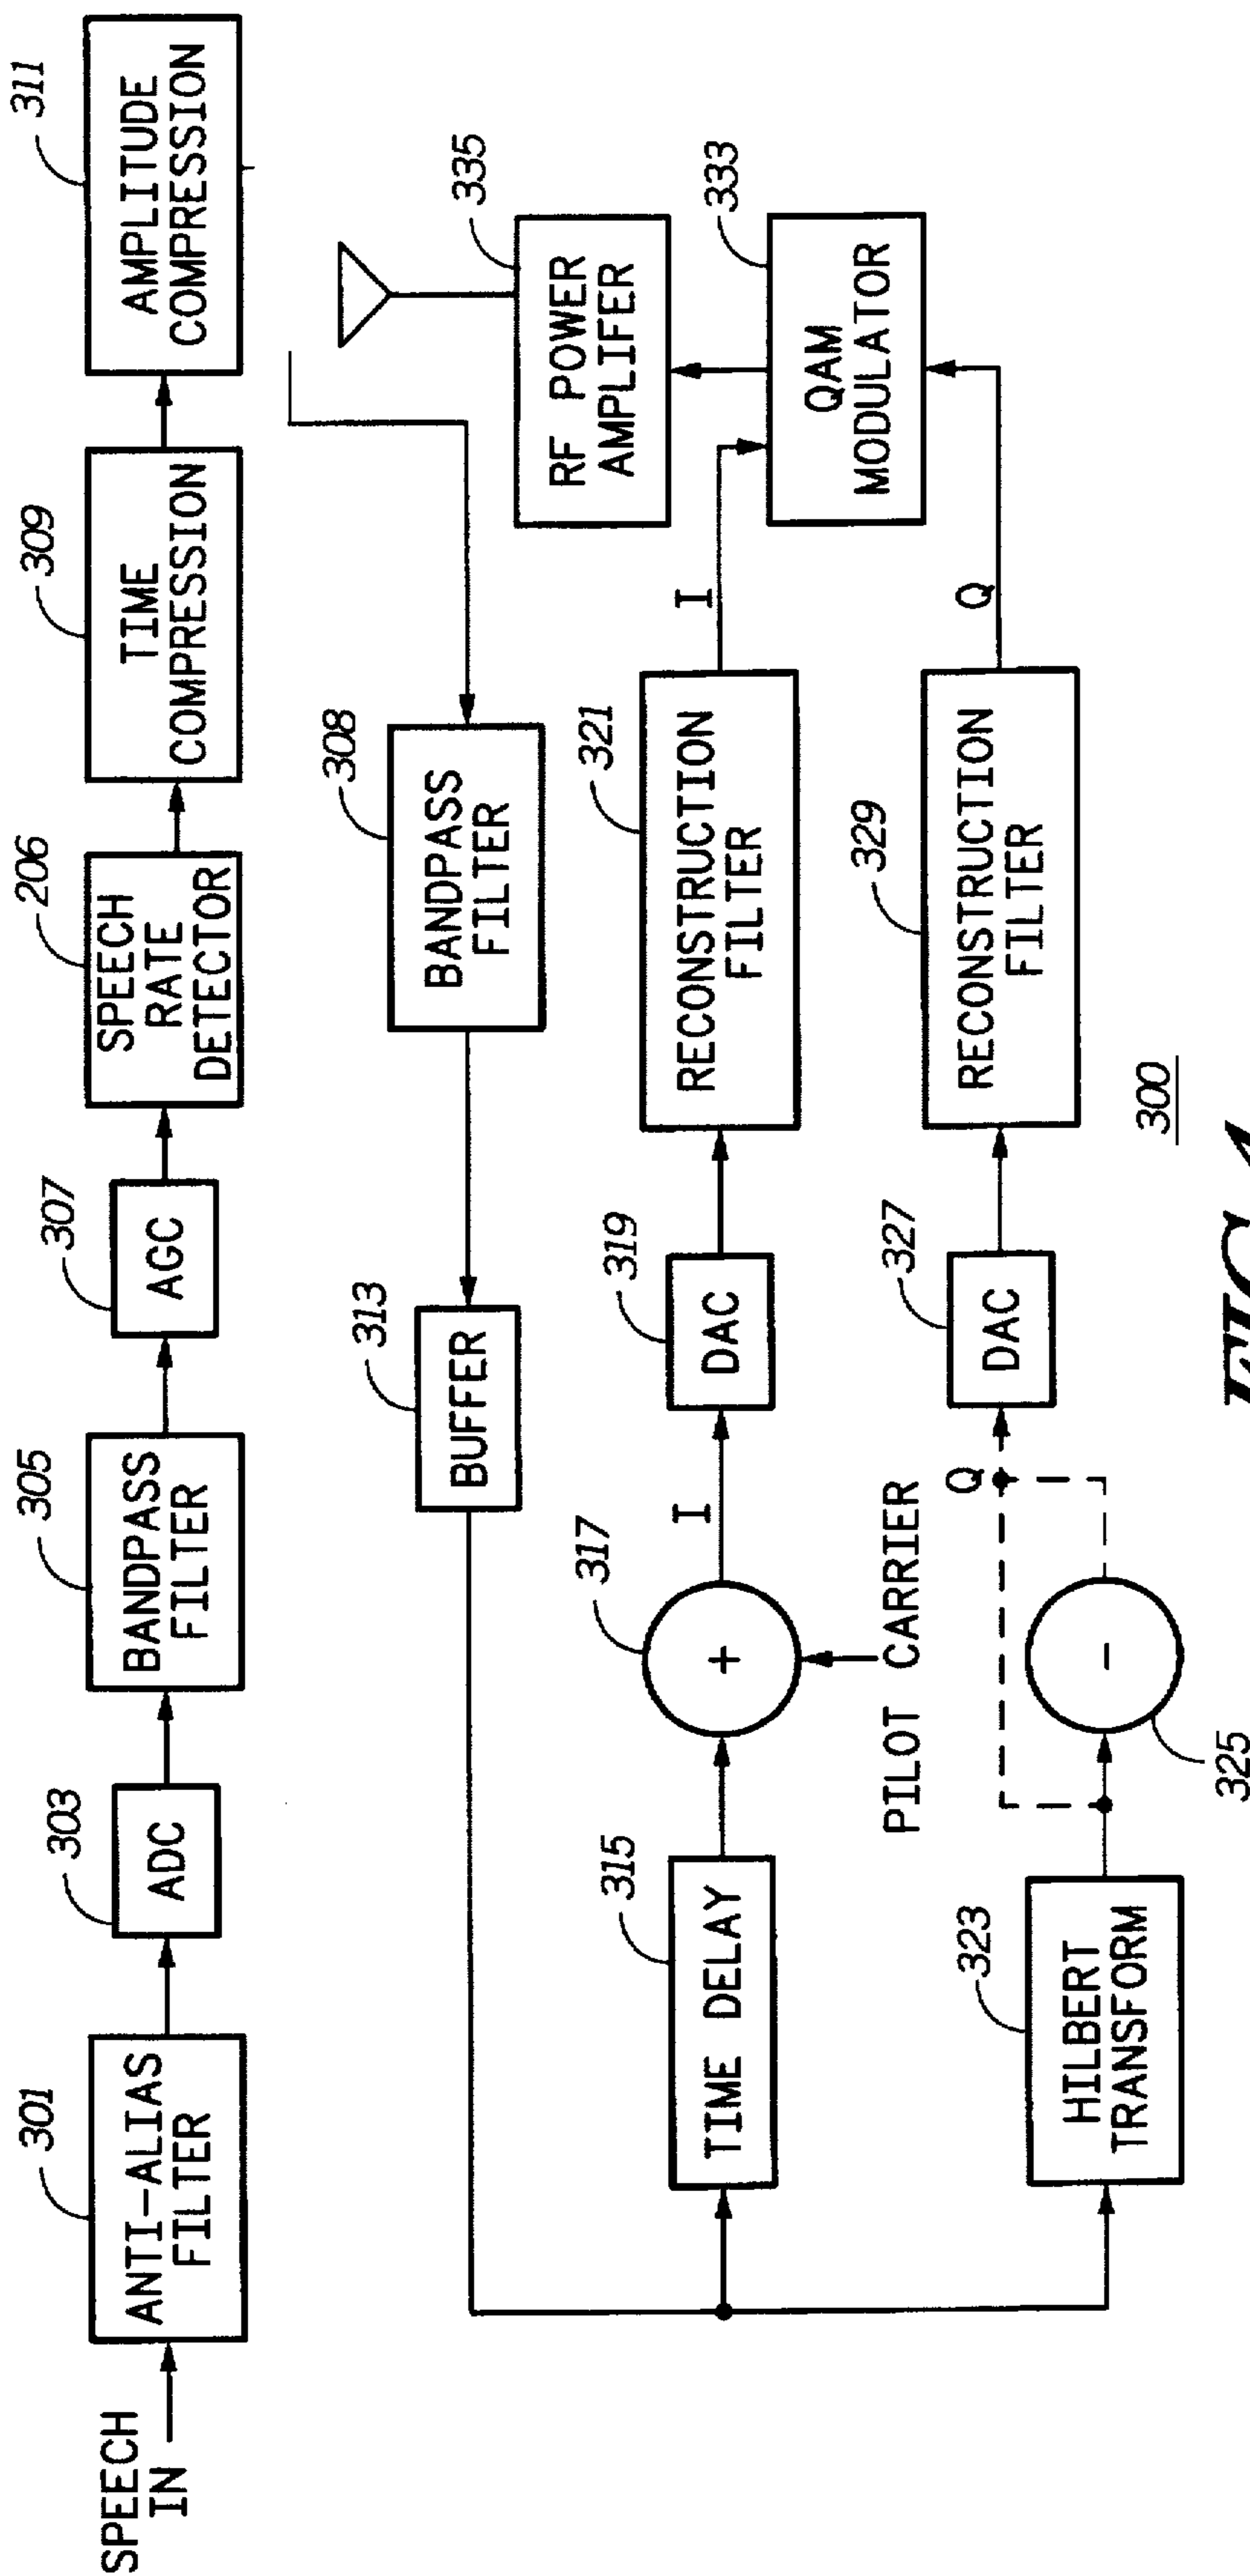 SPEECH
IN
301
ANTI-ALIAS
FILTER
303
ADC
305
BANDPASS
FILTER
307
AGC
206
SPEECH
RATE
DETECTOR
309
TIME
COMPRESSION
311
AMPLITUDE
COMPRESSION
313
BUFFER
308
BANDPASS
FILTER
335
RF POWER
AMPLIFER
315
TIME DELAY
317
+
PILOT CARRIER
I
319
DAC
321
RECONSTRUCTION
FILTER
I
333
QAM
MODULATOR
323
HILBERT
TRANSFORM
325
-
Q
327
DAC
329
RECONSTRUCTION
FILTER
Q
300
FIG. 4